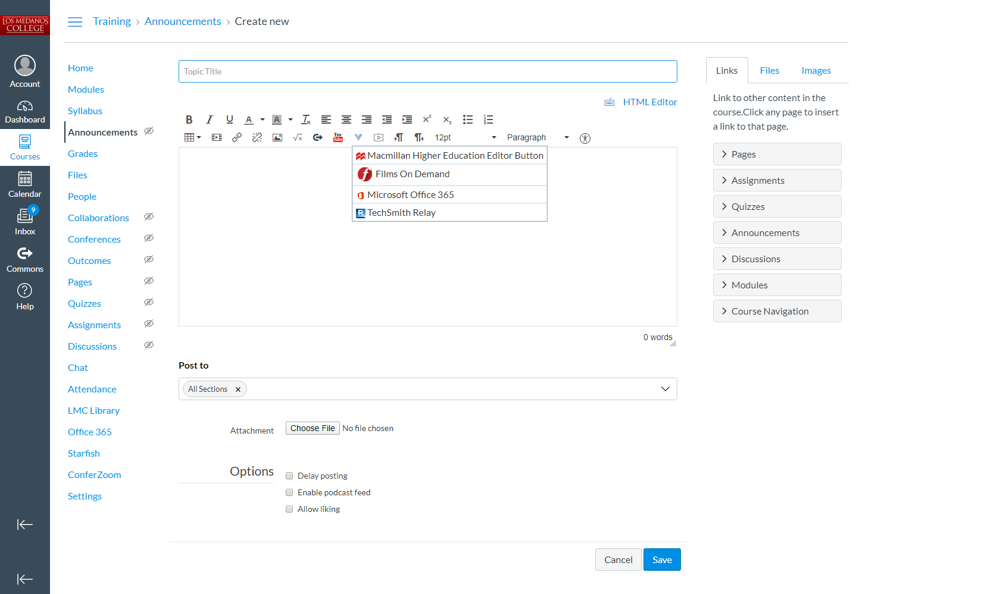 LOS MEDANOS
COLLEGE
Account
Dashboard
Courses
Calendar
9
Inbox
Commons
Help
Training > Announcements > Create new
Home
Modules
Syllabus
Announcements
Grades
Files
People
Collaborations
Conferences
Outcomes
Pages
Quizzes
Assignments
Discussions
Chat
Attendance
LMC Library
Office 365
Starfish
ConferZoom
Settings
Topic Title
HTML Editor
B I U A A Tx x² x₂
√x You Tube 12pt Paragraph
Macmillan Higher Education Editor Button
Films On Demand
Microsoft Office 365
TechSmith Relay
0 words
Post to
All Sections ×
Attachment Choose File No file chosen
Options
Delay posting
Enable podcast feed
Allow liking
Cancel Save
Links Files Images
Link to other content in the
course.Click any page to insert
a link to that page.
Pages
Assignments
Quizzes
Announcements
Discussions
Modules
Course Navigation